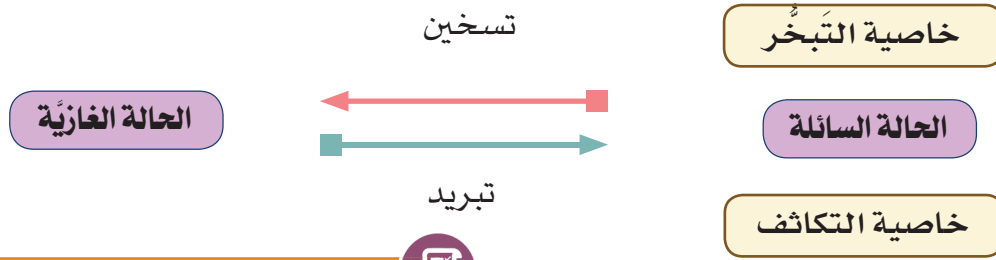 خاصية التَبخُّر
تسخين
الحالة السائلة
الحالة الغازيَّة
تبريد
خاصية التكاثف